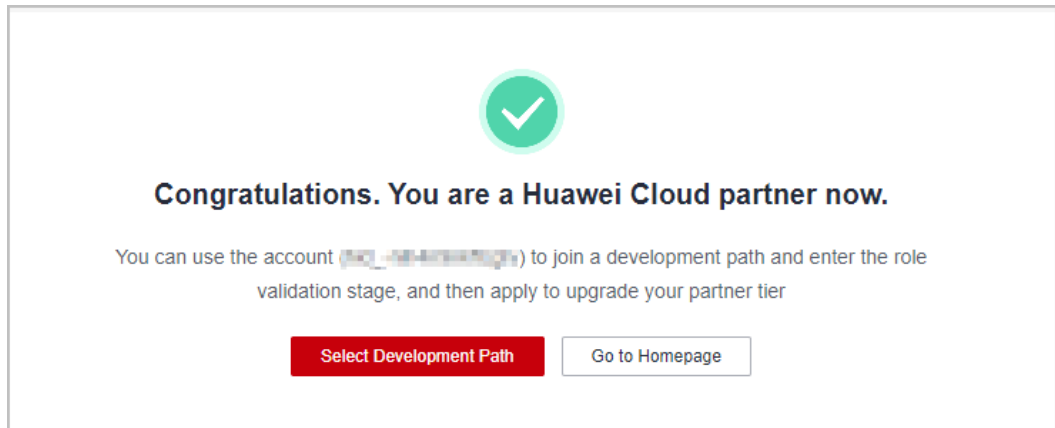 Congratulations. You are a Huawei Cloud partner now.
You can use the account ( ) to join a development path and enter the role
validation stage, and then apply to upgrade your partner tier
Select Development Path
Go to Homepage